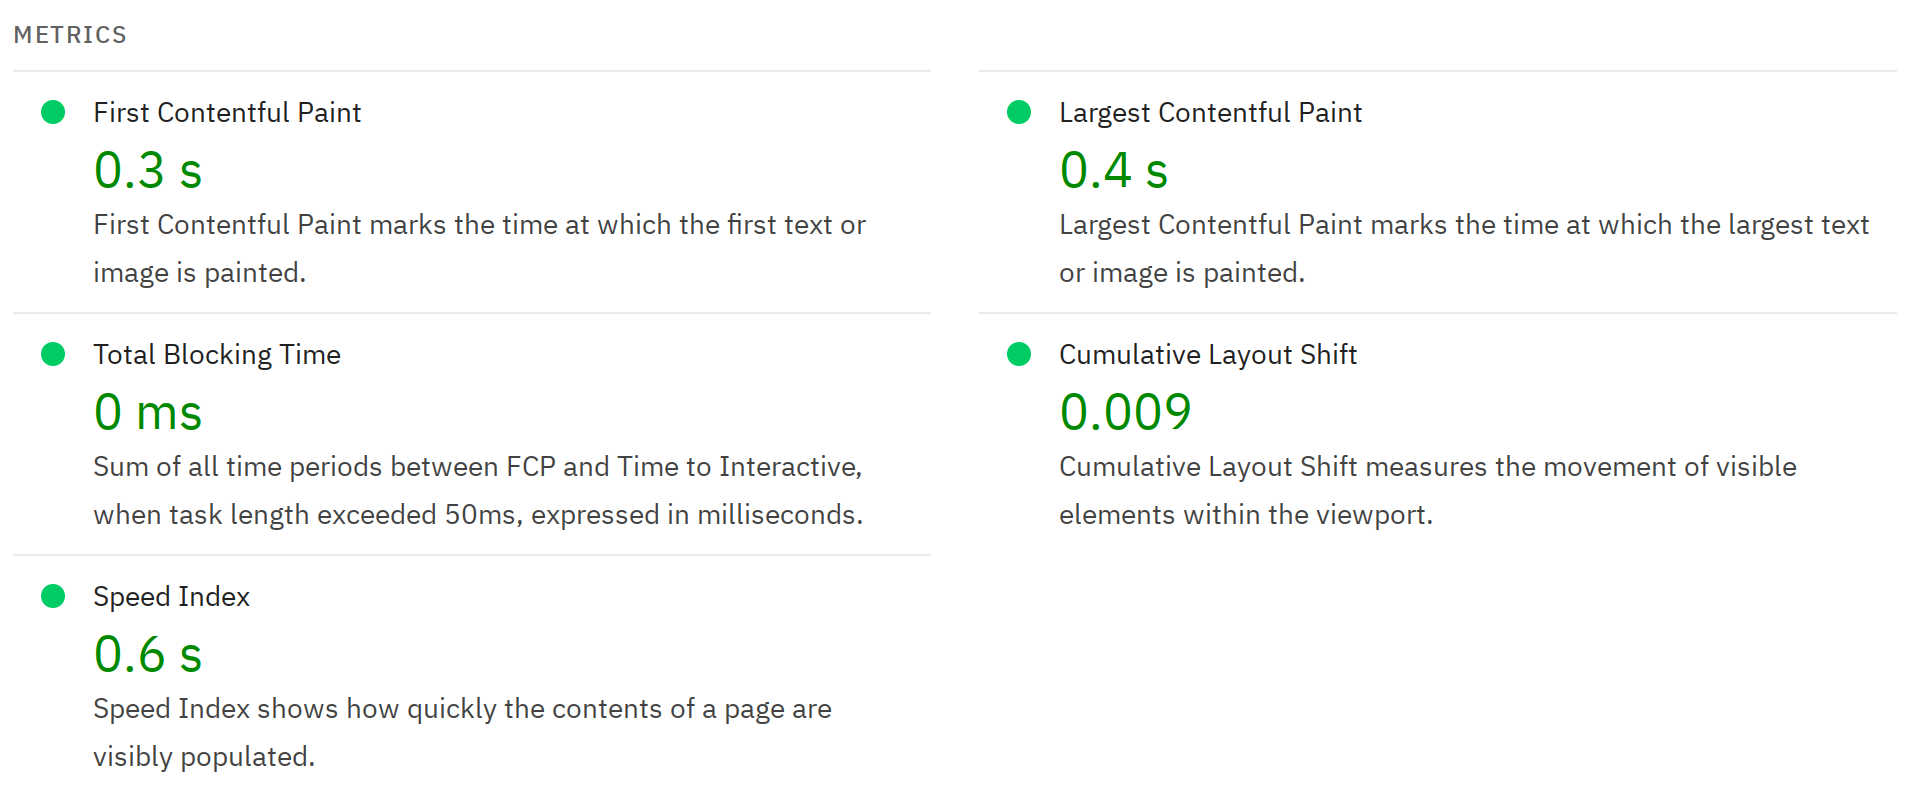 METRICS
First Contentful Paint
0.3 s
First Contentful Paint marks the time at which the first text or
image is painted.
Largest Contentful Paint
0.4 s
Largest Contentful Paint marks the time at which the largest text
or image is painted.
Total Blocking Time
0 ms
Sum of all time periods between FCP and Time to Interactive,
when task length exceeded 50ms, expressed in milliseconds.
Cumulative Layout Shift
0.009
Cumulative Layout Shift measures the movement of visible
elements within the viewport.
Speed Index
0.6 s
Speed Index shows how quickly the contents of a page are
visibly populated.